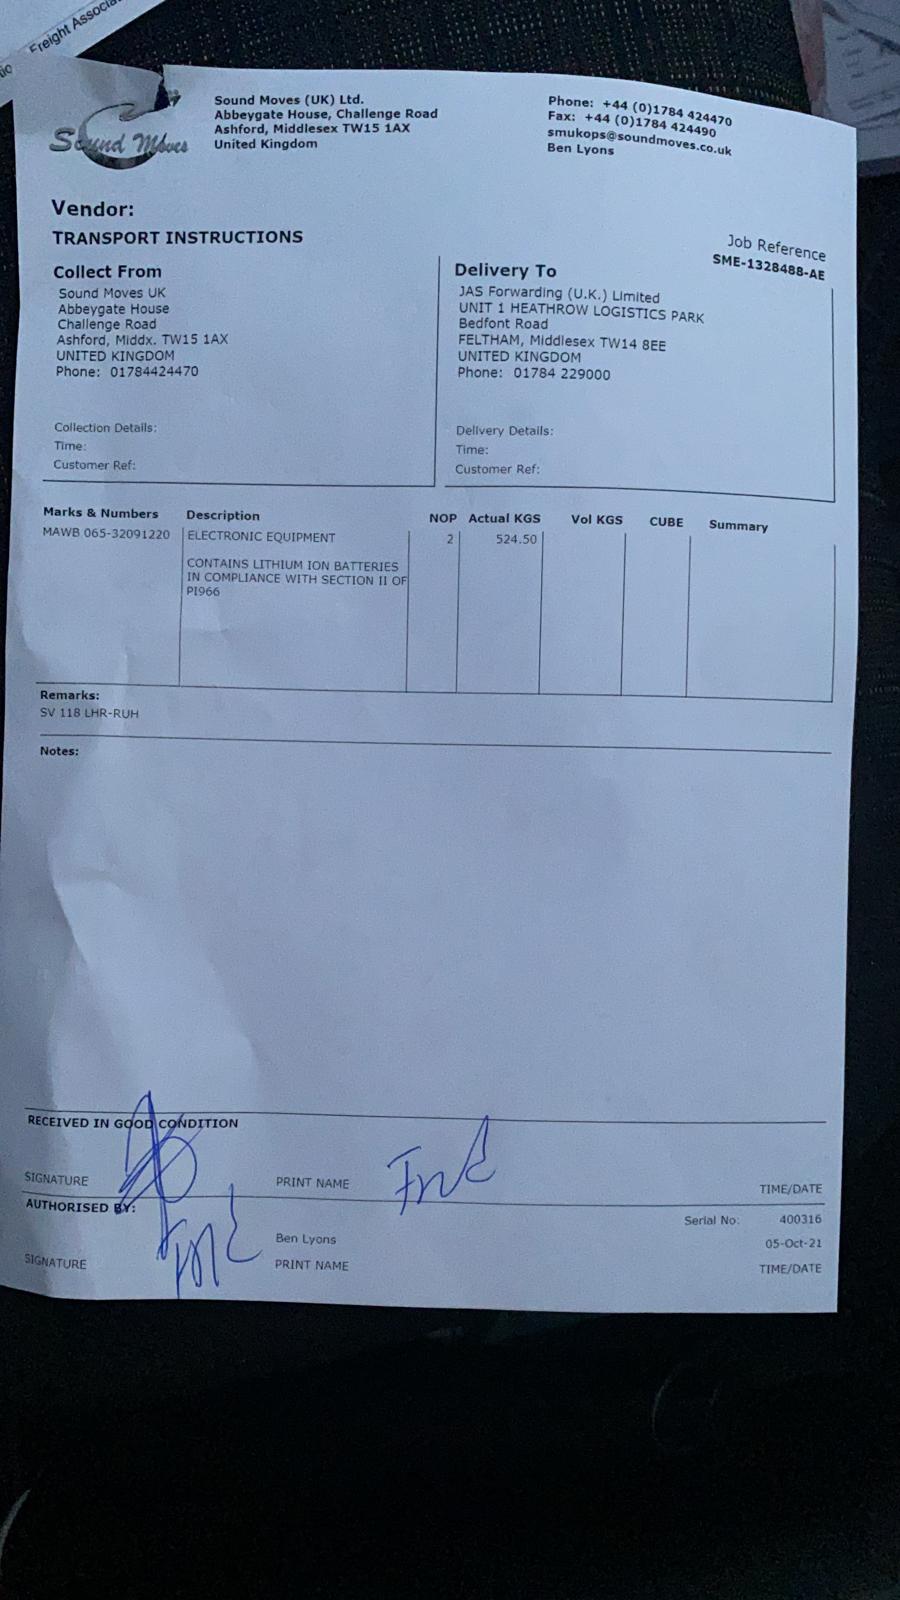 Freight Associa
Sound Moves
Sound Moves (UK) Ltd.
Abbeygate House, Challenge Road
Ashford, Middlesex TW15 1AX
United Kingdom
Phone: +44 (0)1784 424470
Fax: +44 (0)1784 424490
smukops@soundmoves.co.uk
Ben Lyons
Vendor:
TRANSPORT INSTRUCTIONS
Job Reference
SME-1328488-AE
Collect From
Sound Moves UK
Abbeygate House
Challenge Road
Ashford, Middx. TW15 1AX
UNITED KINGDOM
Phone: 01784424470
Collection Details:
Time:
Customer Ref:
Delivery To
JAS Forwarding (U.K.) Limited
UNIT 1 HEATHROW LOGISTICS PARK
Bedfont Road
FELTHAM, Middlesex TW14 8EE
UNITED KINGDOM
Phone: 01784 229000
Delivery Details:
Time:
Customer Ref:
Marks & Numbers Description NOP Actual KGS Vol KGS CUBE Summary
MAWB 065-32091220 ELECTRONIC EQUIPMENT 2 524.50
CONTAINS LITHIUM ION BATTERIES
IN COMPLIANCE WITH SECTION II OF
PI966
Remarks:
SV 118 LHR-RUH
Notes:
RECEIVED IN GOOD CONDITION
SIGNATURE PRINT NAME TIME/DATE
AUTHORISED BY:
Serial No: 400316
Ben Lyons 05-Oct-21
SIGNATURE PRINT NAME TIME/DATE